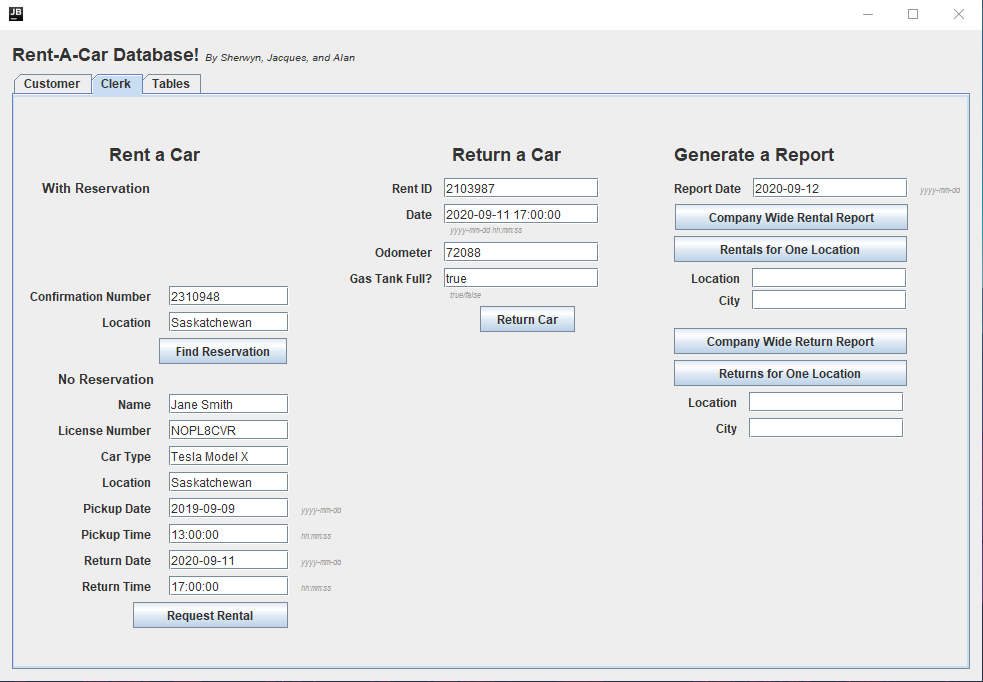 JB
Rent-A-Car Database! By Sherwyn, Jacques, and Alan
Customer Clerk Tables
Rent a Car
With Reservation
Confirmation Number 2310948
Location Saskatchewan
Find Reservation
No Reservation
Name Jane Smith
License Number NOPL8CVR
Car Type Tesla Model X
Location Saskatchewan
Pickup Date 2019-09-09 yyyy-mm-dd
Pickup Time 13:00:00 hh:mm:ss
Return Date 2020-09-11 yyyy-mm-dd
Return Time 17:00:00 hh:mm:ss
Request Rental
Return a Car
Rent ID 2103987
Date 2020-09-11 17:00:00
yyyy-mm-dd hh:mm:ss
Odometer 72088
Gas Tank Full? true
true/false
Return Car
Generate a Report
Report Date 2020-09-12 yyyy-mm-dd
Company Wide Rental Report
Rentals for One Location
Location
City
Company Wide Return Report
Returns for One Location
Location
City